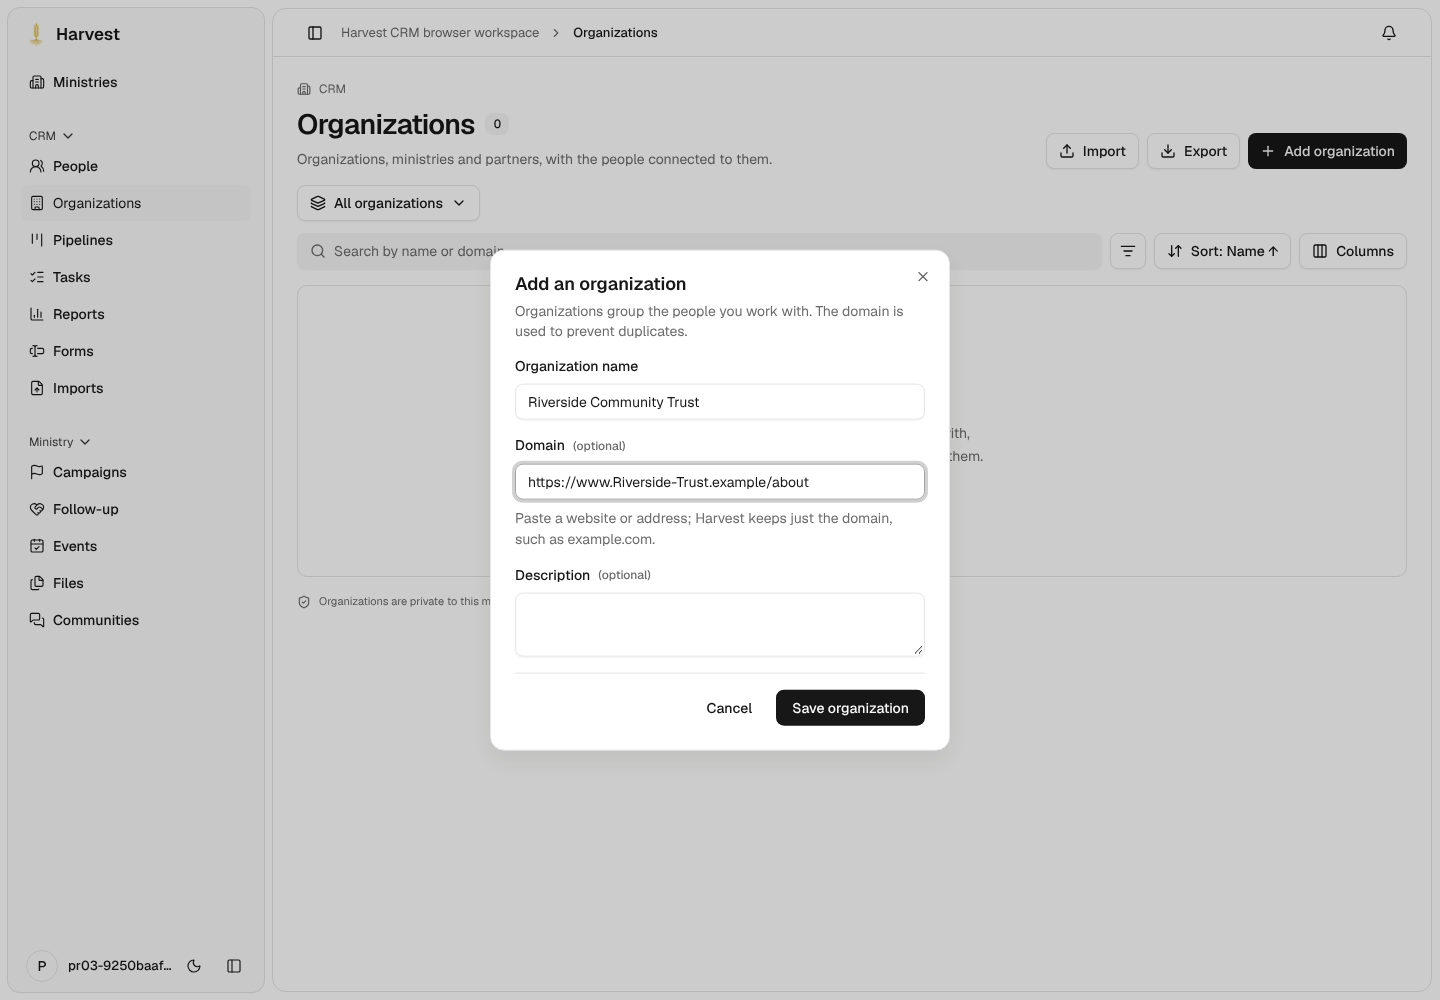 Harvest
Ministries
CRM
People
Organizations
Pipelines
Tasks
Reports
Forms
Imports
Ministry
Campaigns
Follow-up
Events
Files
Communities
P pr03-9250baaf…
Harvest CRM browser workspace > Organizations
CRM
Organizations 0
Organizations, ministries and partners, with the people connected to them.
Import Export + Add organization
All organizations
Search by name or domain
Sort: Name ↑ Columns
ith,
them.
Organizations are private to this m
Add an organization
Organizations group the people you work with. The domain is
used to prevent duplicates.
Organization name
Riverside Community Trust
Domain (optional)
https://www.Riverside-Trust.example/about
Paste a website or address; Harvest keeps just the domain,
such as example.com.
Description (optional)
Cancel Save organization